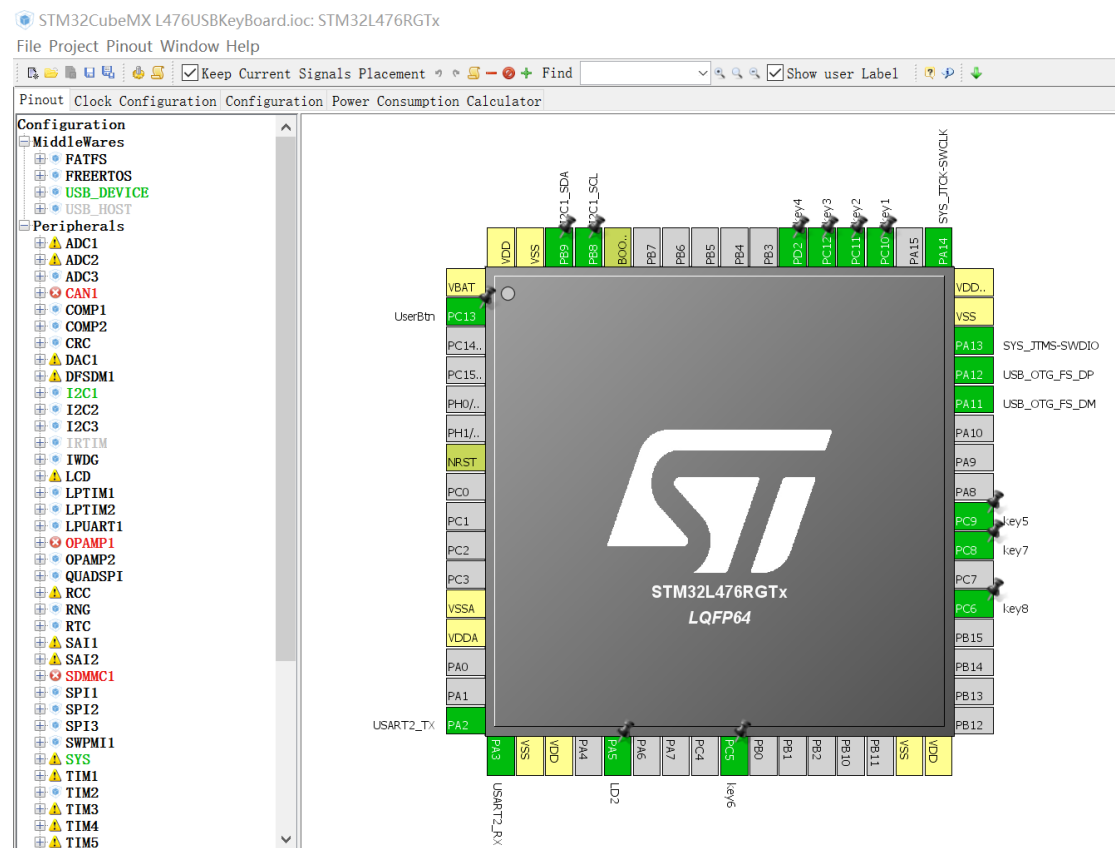 STM32CubeMX L476USBKeyBoard.ioc: STM32L476RGTx
File Project Pinout Window Help
Keep Current Signals Placement Find Show user Label
Pinout Clock Configuration Configuration Power Consumption Calculator
Configuration
MiddleWares
FATFS
FREERTOS
USB_DEVICE
USB_HOST
Peripherals
ADC1
ADC2
ADC3
CAN1
COMP1
COMP2
CRC
DAC1
DFSDM1
I2C1
I2C2
I2C3
IRTIM
IWDG
LCD
LPTIM1
LPTIM2
LPUART1
OPAMP1
OPAMP2
QUADSPI
RCC
RNG
RTC
SAI1
SAI2
SDMMC1
SPI1
SPI2
SPI3
SWPMI1
SYS
TIM1
TIM2
TIM3
TIM4
TIM5
I2C1_SDA
I2C1_SCL
key4
key3
key2
key1
SYS_JTCK-SWCLK
VDD
VSS
PB9
PB8
BOO..
PB7
PB6
PB5
PB4
PB3
PD2
PC12
PC11
PC10
PA15
PA14
VBAT
UserBtn PC13
PC14..
PC15..
PH0/..
PH1/..
NRST
PC0
PC1
PC2
PC3
VSSA
VDDA
PA0
PA1
USART2_TX PA2
ST
STM32L476RGTx
LQFP64
VDD..
VSS
PA13 SYS_JTMS-SWDIO
PA12 USB_OTG_FS_DP
PA11 USB_OTG_FS_DM
PA10
PA9
PA8
PC9 key5
PC8 key7
PC7
PC6 key8
PB15
PB14
PB13
PB12
PA3
VSS
VDD
PA4
PA5
PA6
PA7
PC4
PC5
PB0
PB1
PB2
PB10
PB11
VSS
VDD
USART2_RX
LD2
key6